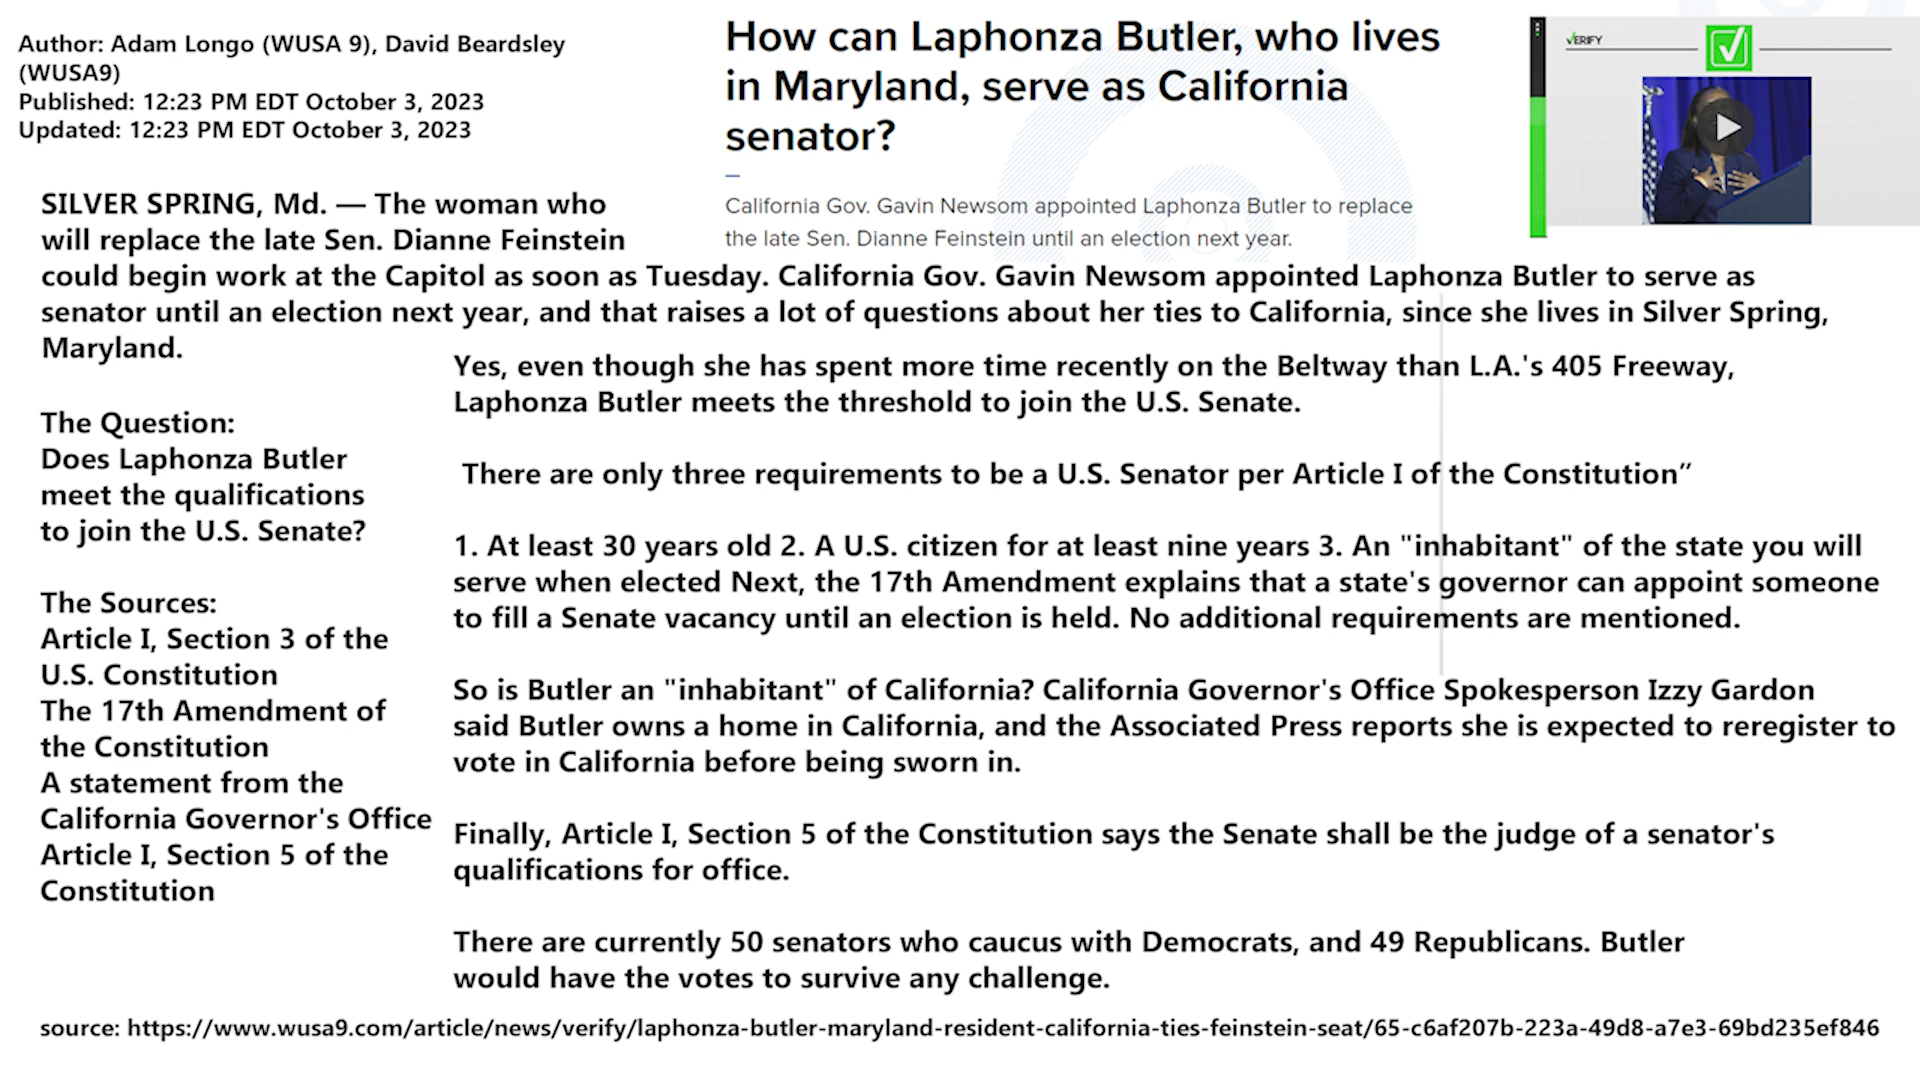 Author: Adam Longo (WUSA 9), David Beardsley
(WUSA9)
Published: 12:23 PM EDT October 3, 2023
Updated: 12:23 PM EDT October 3, 2023
How can Laphonza Butler, who lives
in Maryland, serve as California
senator?
California Gov. Gavin Newsom appointed Laphonza Butler to replace
the late Sen. Dianne Feinstein until an election next year.
VERIFY
SILVER SPRING, Md. — The woman who
will replace the late Sen. Dianne Feinstein
could begin work at the Capitol as soon as Tuesday. California Gov. Gavin Newsom appointed Laphonza Butler to serve as
senator until an election next year, and that raises a lot of questions about her ties to California, since she lives in Silver Spring,
Maryland.
The Question:
Does Laphonza Butler
meet the qualifications
to join the U.S. Senate?
The Sources:
Article I, Section 3 of the
U.S. Constitution
The 17th Amendment of
the Constitution
A statement from the
California Governor's Office
Article I, Section 5 of the
Constitution
Yes, even though she has spent more time recently on the Beltway than L.A.'s 405 Freeway,
Laphonza Butler meets the threshold to join the U.S. Senate.
There are only three requirements to be a U.S. Senator per Article I of the Constitution”
1. At least 30 years old 2. A U.S. citizen for at least nine years 3. An "inhabitant" of the state you will
serve when elected Next, the 17th Amendment explains that a state's governor can appoint someone
to fill a Senate vacancy until an election is held. No additional requirements are mentioned.
So is Butler an "inhabitant" of California? California Governor's Office Spokesperson Izzy Gardon
said Butler owns a home in California, and the Associated Press reports she is expected to reregister to
vote in California before being sworn in.
Finally, Article I, Section 5 of the Constitution says the Senate shall be the judge of a senator's
qualifications for office.
There are currently 50 senators who caucus with Democrats, and 49 Republicans. Butler
would have the votes to survive any challenge.
source: https://www.wusa9.com/article/news/verify/laphonza-butler-maryland-resident-california-ties-feinstein-seat/65-c6af207b-223a-49d8-a7e3-69bd235ef846